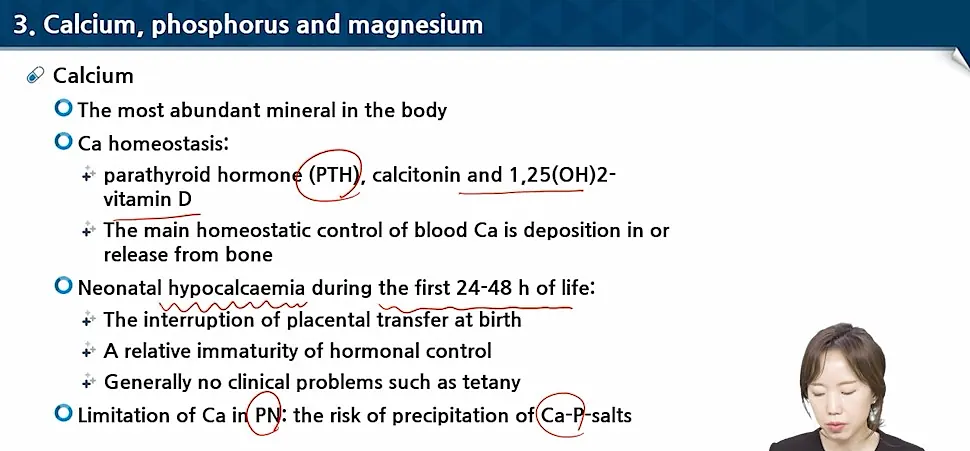 3. Calcium, phosphorus and magnesium
Calcium
The most abundant mineral in the body
Ca homeostasis:
parathyroid hormone (PTH), calcitonin and 1,25(OH)2-
vitamin D
The main homeostatic control of blood Ca is deposition in or
release from bone
Neonatal hypocalcaemia during the first 24-48 h of life:
The interruption of placental transfer at birth
A relative immaturity of hormonal control
Generally no clinical problems such as tetany
Limitation of Ca in PN: the risk of precipitation of Ca-P-salts